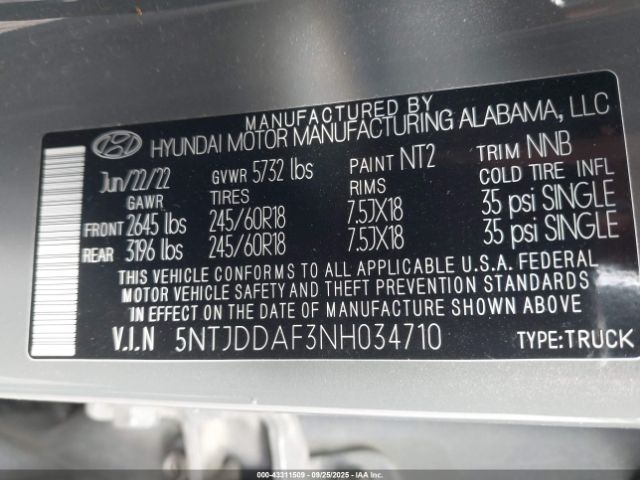 MANUFACTURED BY
HYUNDAI MOTOR MANUFACTURING ALABAMA, LLC
Jun/22/22 GVWR 5732 lbs PAINT NT2 TRIM NNB
GAWR TIRES RIMS COLD TIRE INFL
FRONT 2645 lbs 245/60R18 7.5JX18 35 psi SINGLE
REAR 3196 lbs 245/60R18 7.5JX18 35 psi SINGLE
THIS VEHICLE CONFORMS TO ALL APPLICABLE U.S.A. FEDERAL
MOTOR VEHICLE SAFETY AND THEFT PREVENTION STANDARDS
IN EFFECT ON THE DATE OF MANUFACTURE SHOWN ABOVE
V.I.N 5NTJDDAF3NH034710 TYPE:TRUCK
000-43311509 - 09/25/2025 - IAAI.COM